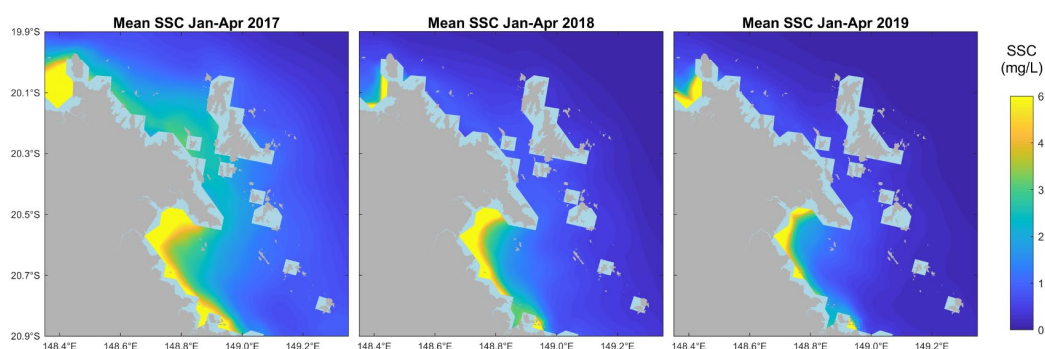 Mean SSC Jan-Apr 2017
Mean SSC Jan-Apr 2018
Mean SSC Jan-Apr 2019
SSC
(mg/L)
19.9°S
20.1°S
20.3°S
20.5°S
20.7°S
20.9°S
148.4°E 148.6°E 148.8°E 149.0°E 149.2°E
148.4°E 148.6°E 148.8°E 149.0°E 149.2°E
148.4°E 148.6°E 148.8°E 149.0°E 149.2°E
6
5
4
3
2
1
0